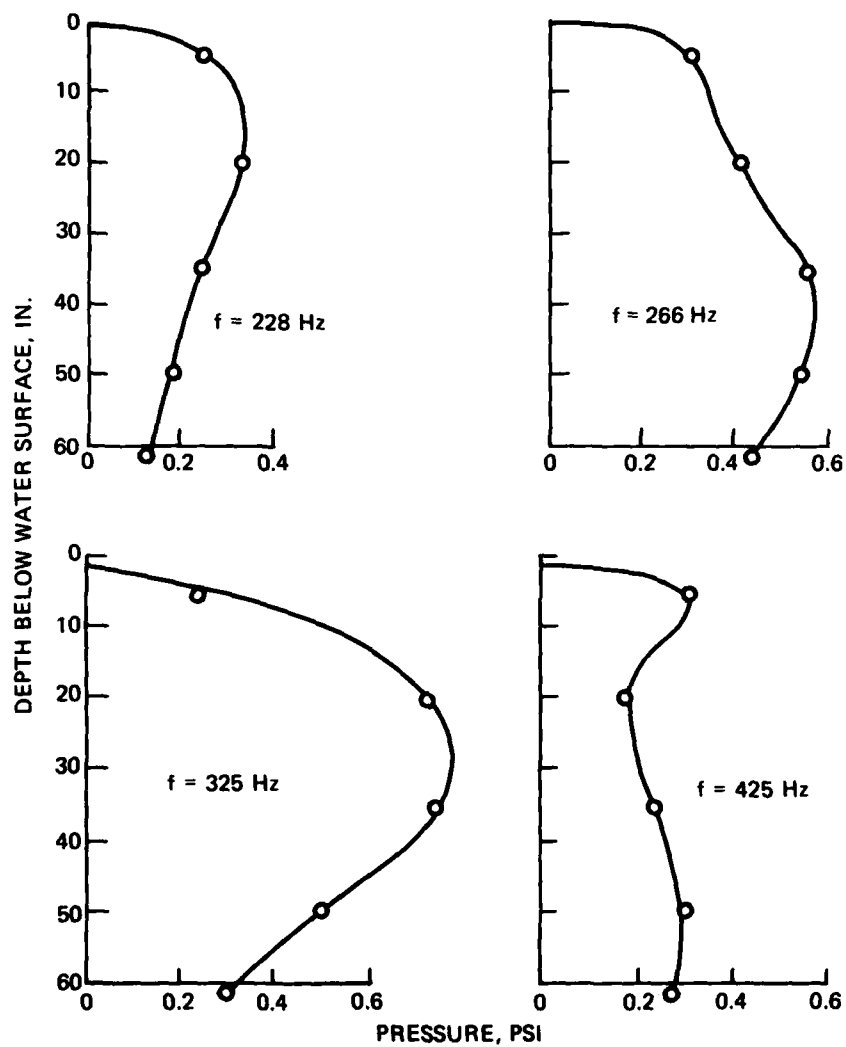 DEPTH BELOW WATER SURFACE, IN.
0
10
20
30
40
50
60
f = 228 Hz
0 0.2 0.4
f = 266 Hz
0 0.2 0.4 0.6
0
10
20
30
40
50
60
f = 325 Hz
0 0.2 0.4 0.6
f = 425 Hz
0 0.2 0.4 0.6
PRESSURE, PSI